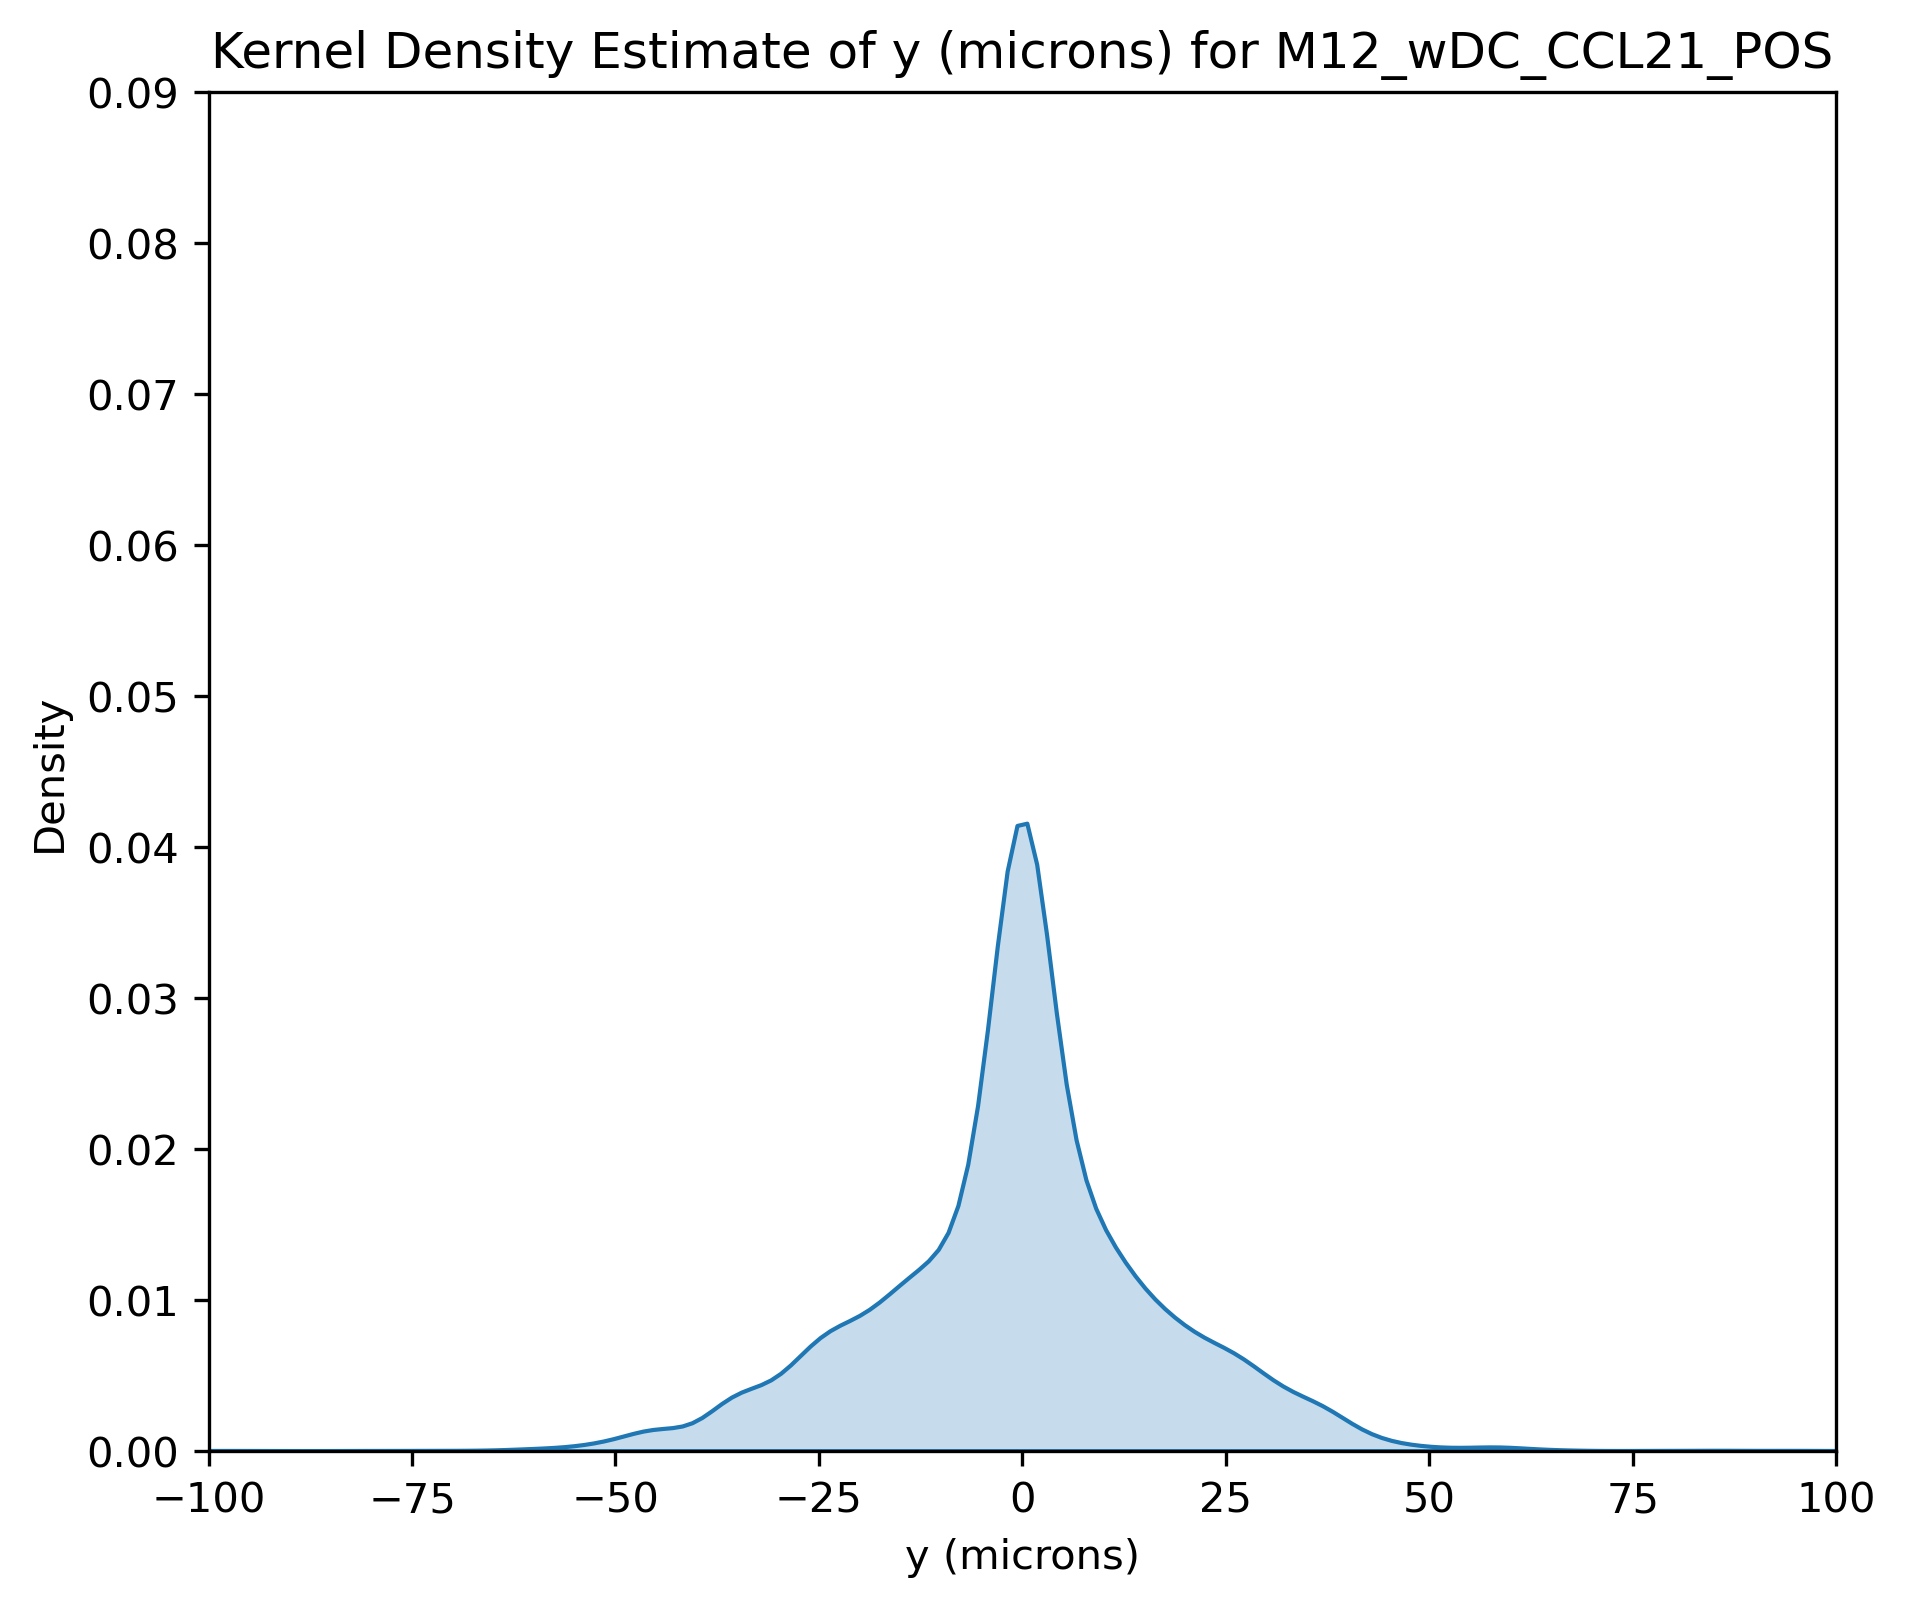 Kernel Density Estimate of y (microns) for M12_wDC_CCL21_POS
0.09
0.08
0.07
0.06
0.05
0.04
0.03
0.02
0.01
0.00
Density
−100 −75 −50 −25 0 25 50 75 100
y (microns)